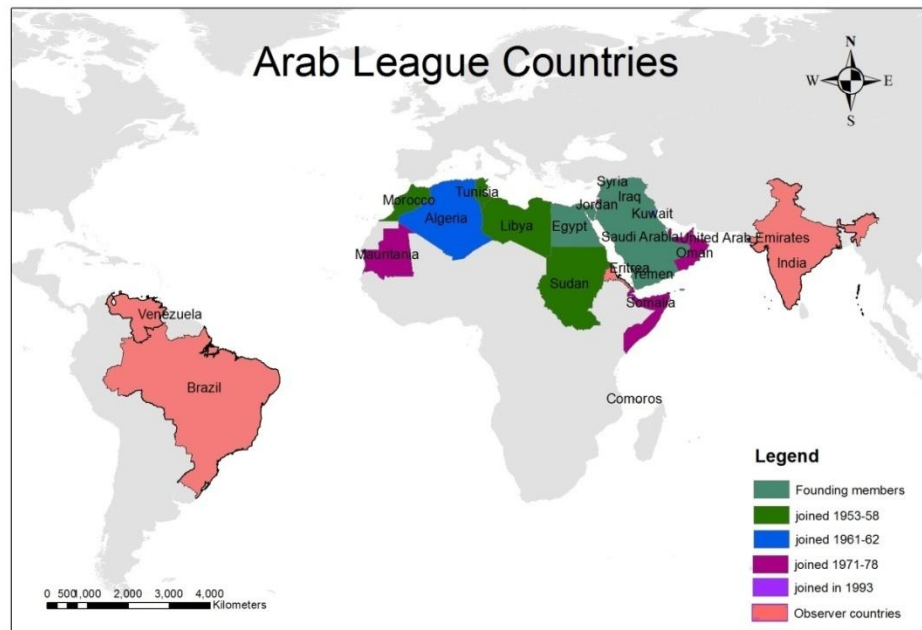 Arab League Countries
N
W E
S
Syria
Tunisia
Iraq
Morocco
Jordan
Kuwait
Algeria
Libya
Egypt
Saudi Arabia
United Arab Emirates
Mauritania
Oman
India
Eritrea
Yemen
Sudan
Somalia
Venezuela
Brazil
Comoros
Legend
Founding members
joined 1953-58
joined 1961-62
joined 1971-78
joined in 1993
Observer countries
0 500 1,000 2,000 3,000 4,000
Kilometers